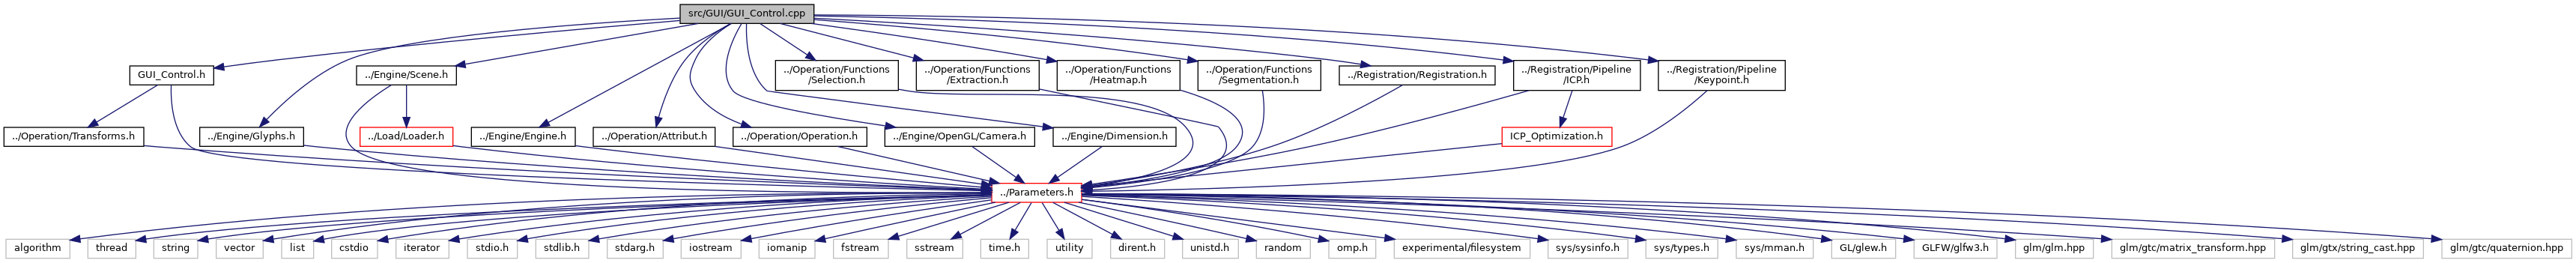 src/GUI/GUI_Control.cpp
GUI_Control.h
../Engine/Scene.h
../Operation/Functions
/Selection.h
../Operation/Functions
/Extraction.h
../Operation/Functions
/Heatmap.h
../Operation/Functions
/Segmentation.h
../Registration/Registration.h
../Registration/Pipeline
/ICP.h
../Registration/Pipeline
/Keypoint.h
../Operation/Transforms.h
../Engine/Glyphs.h
../Load/Loader.h
../Engine/Engine.h
../Operation/Attribut.h
../Operation/Operation.h
../Engine/OpenGL/Camera.h
../Engine/Dimension.h
ICP_Optimization.h
../Parameters.h
algorithm
thread
string
vector
list
cstdio
iterator
stdio.h
stdlib.h
stdarg.h
iostream
iomanip
fstream
sstream
time.h
utility
dirent.h
unistd.h
random
omp.h
experimental/filesystem
sys/sysinfo.h
sys/types.h
sys/mman.h
GL/glew.h
GLFW/glfw3.h
glm/glm.hpp
glm/gtc/matrix_transform.hpp
glm/gtx/string_cast.hpp
glm/gtc/quaternion.hpp